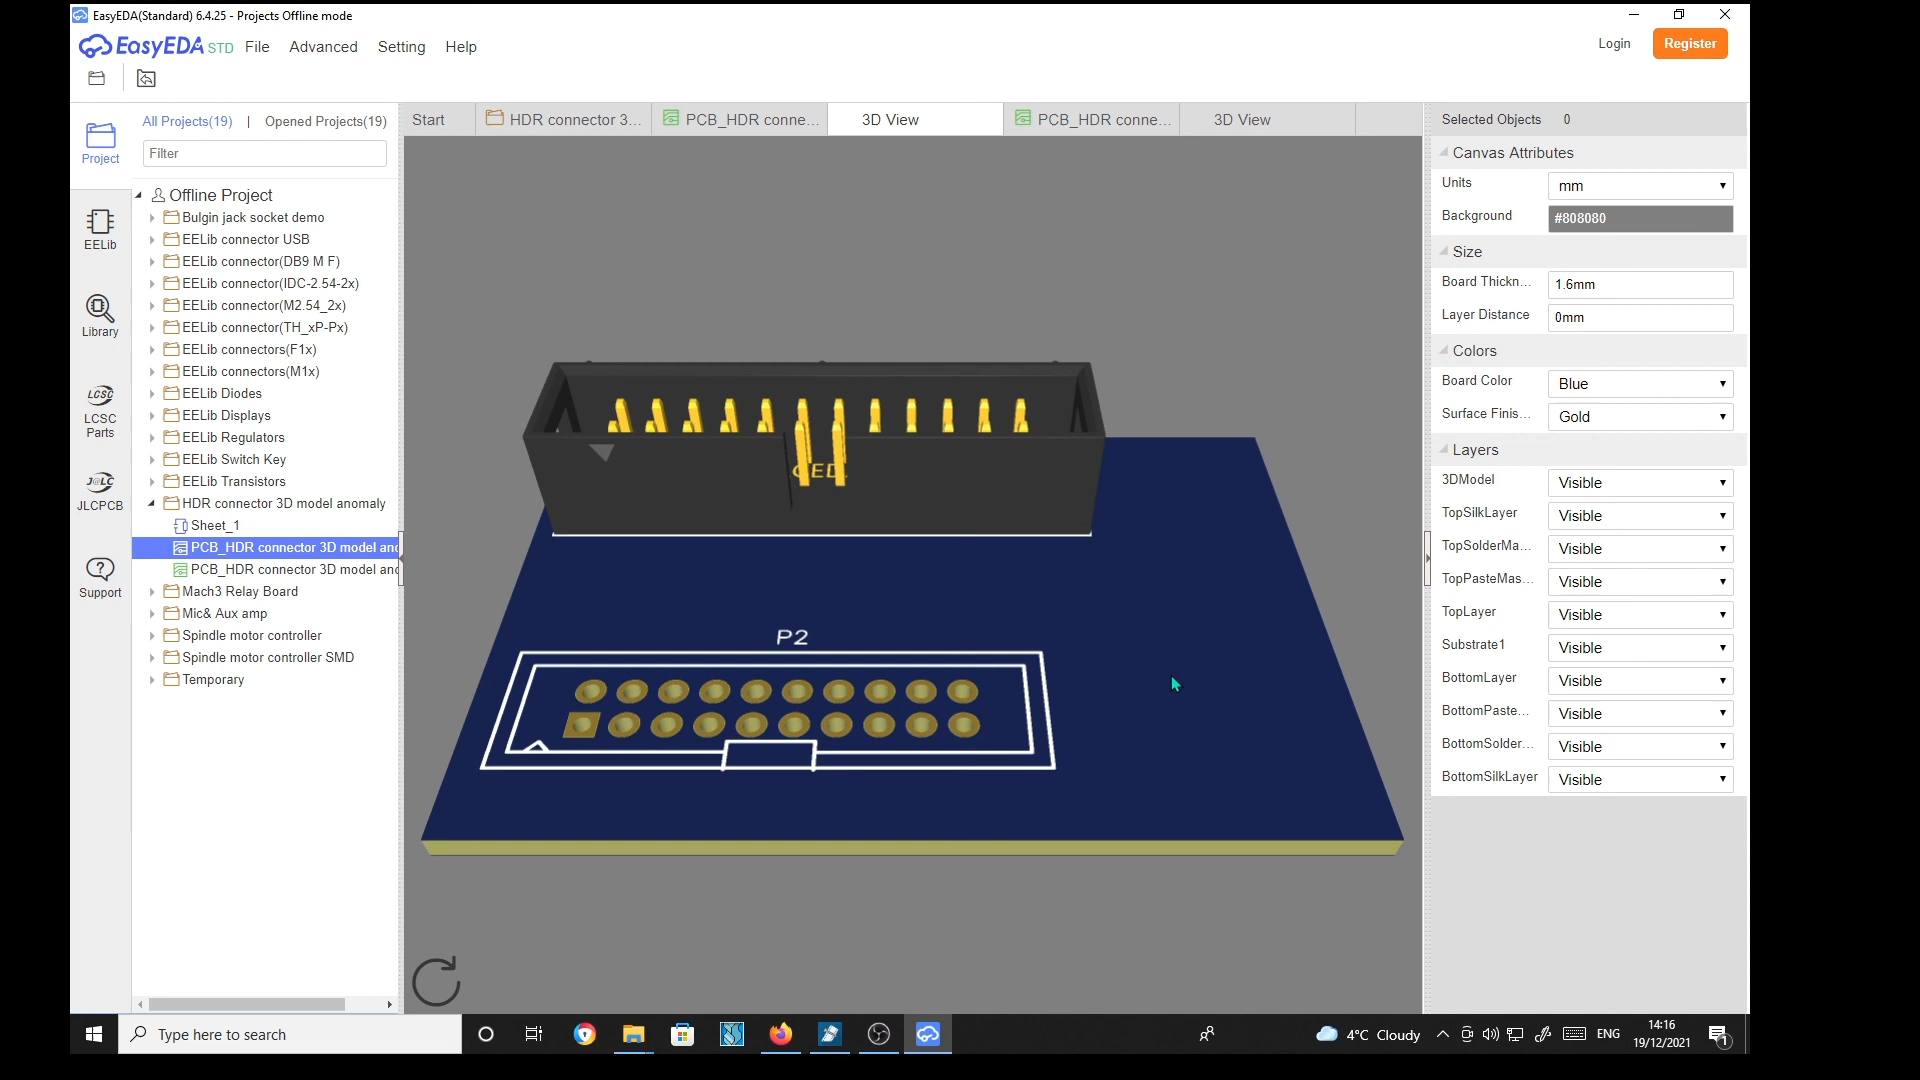 EasyEDA(Standard) 6.4.25 - Projects Offline mode
EasyEDA STD File Advanced Setting Help
Login Register
Project
EELib
Library
LCSC
LCSC
Parts
J@LC
JLCPCB
Support
All Projects(19) | Opened Projects(19)
Filter
Offline Project
Bulgin jack socket demo
EELib connector USB
EELib connector(DB9 M F)
EELib connector(IDC-2.54-2x)
EELib connector(M2.54_2x)
EELib connector(TH_xP-Px)
EELib connectors(F1x)
EELib connectors(M1x)
EELib Diodes
EELib Displays
EELib Regulators
EELib Switch Key
EELib Transistors
HDR connector 3D model anomaly
Sheet_1
PCB_HDR connector 3D model ano
PCB_HDR connector 3D model ano
Mach3 Relay Board
Mic& Aux amp
Spindle motor controller
Spindle motor controller SMD
Temporary
Start HDR connector 3... PCB_HDR conne... 3D View PCB_HDR conne... 3D View
P2
Selected Objects 0
Canvas Attributes
Units mm
Background #808080
Size
Board Thickn... 1.6mm
Layer Distance 0mm
Colors
Board Color Blue
Surface Finis... Gold
Layers
3DModel Visible
TopSilkLayer Visible
TopSolderMa... Visible
TopPasteMas... Visible
TopLayer Visible
Substrate1 Visible
BottomLayer Visible
BottomPaste... Visible
BottomSolder... Visible
BottomSilkLayer Visible
Type here to search
4°C Cloudy
ENG
14:16
19/12/2021
1